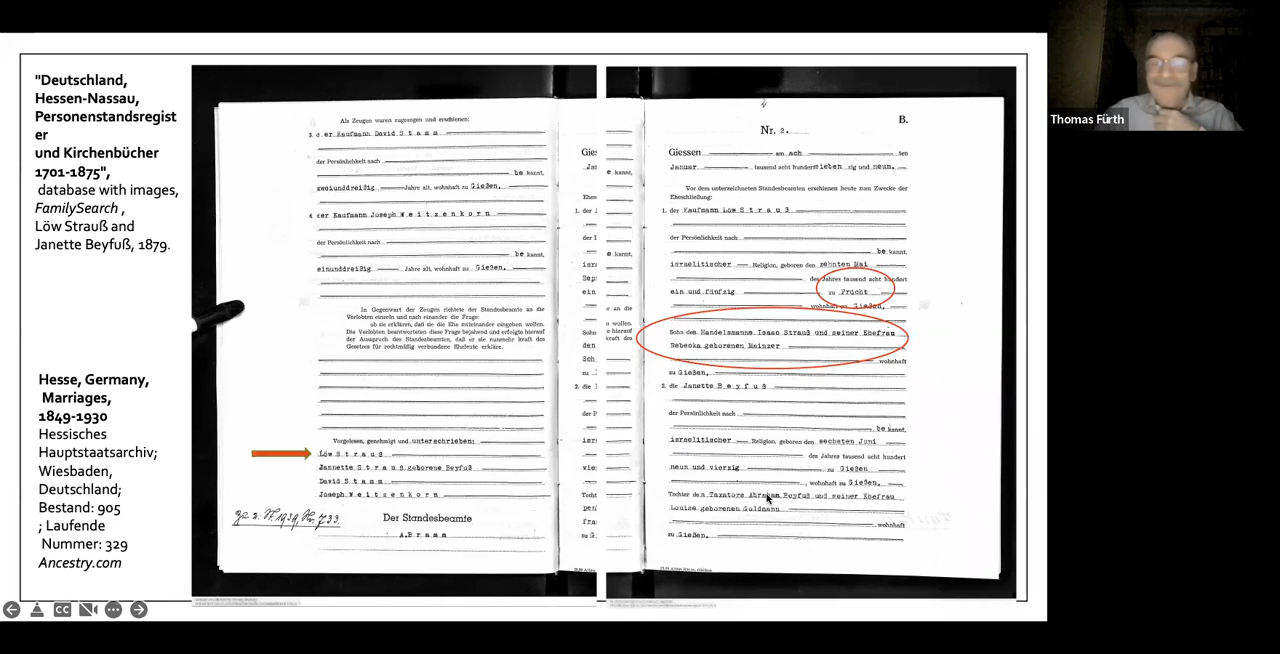 "Deutschland,
Hessen-Nassau,
Personenstandsregist
er
und Kirchenbücher
1701-1875",
database with images,
FamilySearch ,
Löw Strauß and
Janette Beyfuß, 1879.
Hesse, Germany,
Marriages,
1849-1930
Hessisches
Hauptstaatsarchiv;
Wiesbaden,
Deutschland;
Bestand: 905
; Laufende
Nummer: 329
Ancestry.com
Als Zeugen waren zugezogen und erschienen:
3. d er Kaufmann David Stamm
der Persönlichkeit nach
be kannt,
zweiunddreißig Jahre alt, wohnhaft zu Gießen.
4. der Kaufmann Joseph Weitzenkorn
der Persönlichkeit nach
be kannt,
einunddreißig Jahre alt, wohnhaft zu Gießen.
In Gegenwart der Zeugen richtete der Standesbeamte an die
Verlobten einzeln und nach einander die Frage:
ob sie erklären, daß sie die Ehe miteinander eingehen wollen.
Die Verlobten beantworteten diese Frage bejahend und erfolgte hierauf
der Ausspruch des Standesbeamten, daß er sie nunmehr kraft des
Gesetzes für rechtmäßig verbundene Eheleute erkläre.
Vorgelesen, genehmigt und unterschrieben:
Löw Strauß
Jannette Strauß geborene Beyfuß
David Stamm
Joseph Weitzenkorn
Der Standesbeamte
A.Bramm
B.
Nr. 2.
Giessen am ach ten
Januar tausend acht hundert sieben zig und neun.
Vor dem unterzeichneten Standesbeamten erschienen heute zum Zwecke der
Eheschließung:
1. der Kaufmann Löw Strauß
der Persönlichkeit nach
be kannt,
israelitischer Religion, geboren den zehnten Mai
des Jahres tausend acht hundert
ein und fünfzig zu Frücht
wohnhaft zu Gießen,
Sohn des Handelsmanns Isaac Strauß und seiner Ehefrau
Rebecka geborenen Meinzer
wohnhaft
zu Gießen,
2. die Janette Beyfuß
der Persönlichkeit nach
be kannt,
israelitischer Religion, geboren den sechsten Juni
des Jahres tausend acht hundert
neun und vierzig zu Gießen
, wohnhaft zu Gießen,
Tochter des Taxators Abraham Beyfuß und seiner Ehefrau
Louise geborenen Goldmann
wohnhaft
zu Gießen.
Thomas Fürth
CC